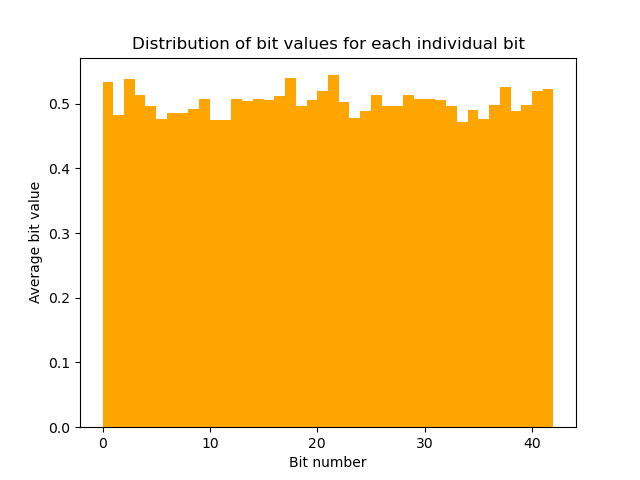 Distribution of bit values for each individual bit
Average bit value
0.5
0.4
0.3
0.2
0.1
0.0
0 10 20 30 40
Bit number